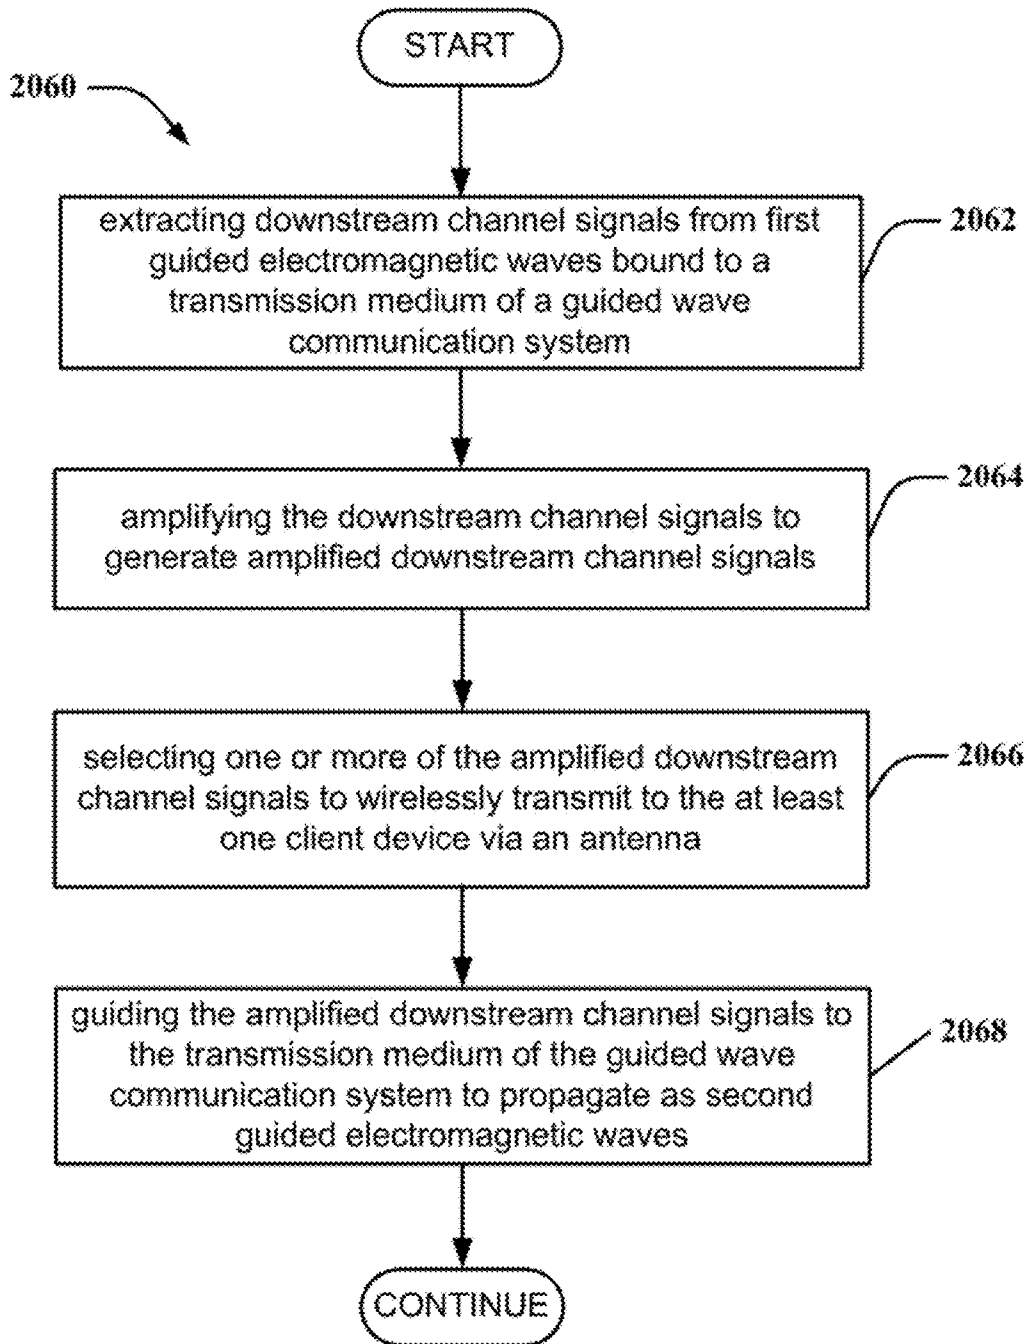 START
2060
extracting downstream channel signals from first
guided electromagnetic waves bound to a
transmission medium of a guided wave
communication system
2062
amplifying the downstream channel signals to
generate amplified downstream channel signals
2064
selecting one or more of the amplified downstream
channel signals to wirelessly transmit to the at least
one client device via an antenna
2066
guiding the amplified downstream channel signals to
the transmission medium of the guided wave
communication system to propagate as second
guided electromagnetic waves
2068
CONTINUE